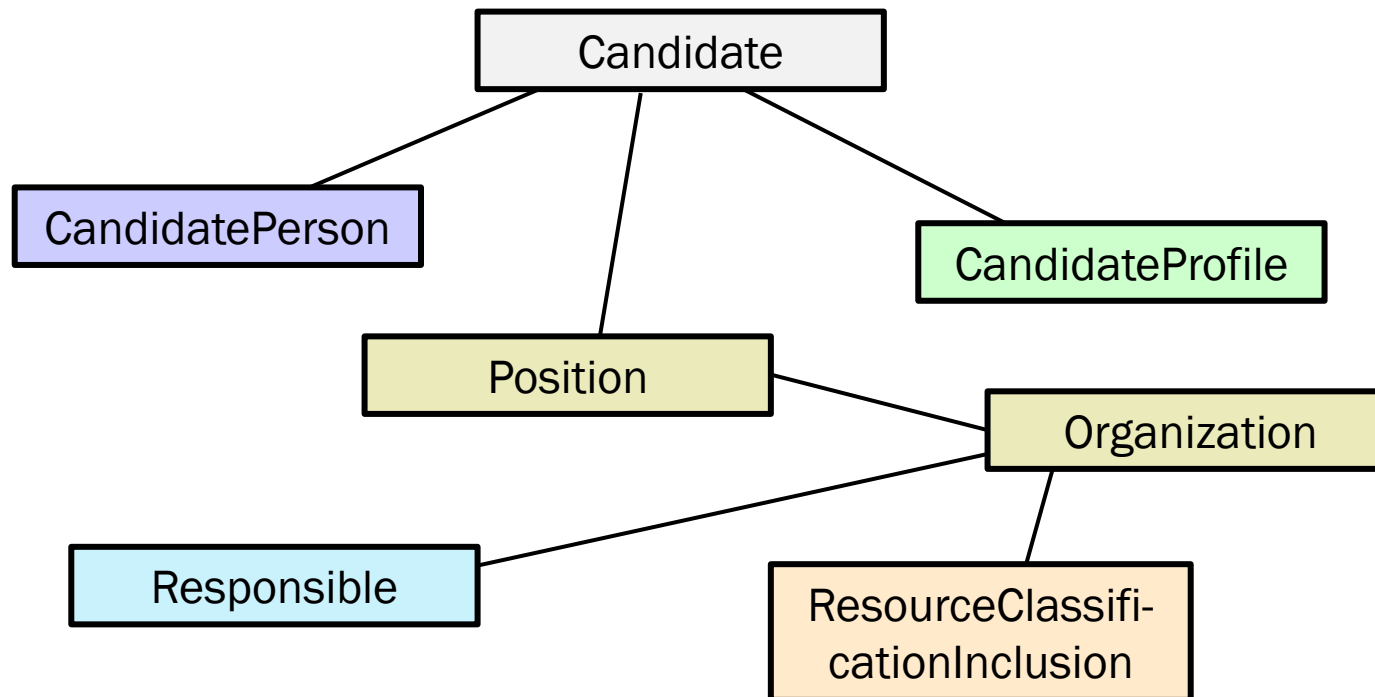 Candidate
CandidatePerson
CandidateProfile
Position
Organization
Responsible
ResourceClassifi-
cationInclusion